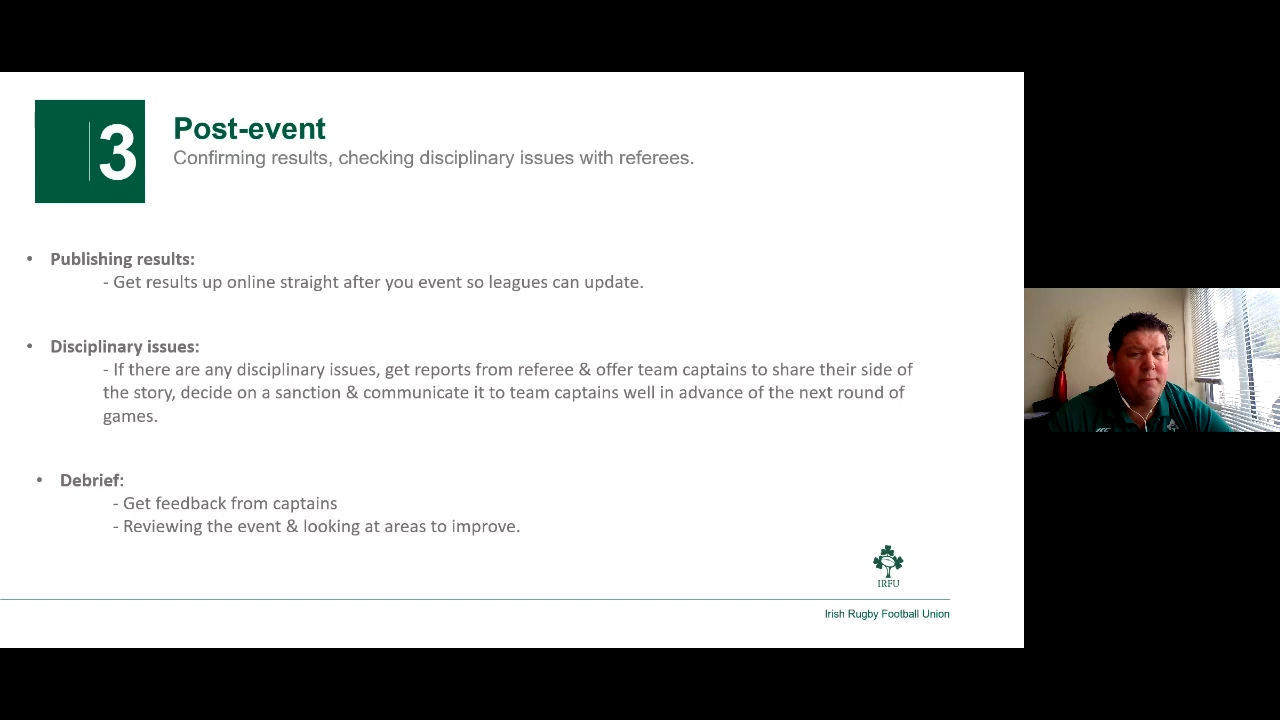 3
Post-event
Confirming results, checking disciplinary issues with referees.
• Publishing results:
- Get results up online straight after you event so leagues can update.
• Disciplinary issues:
- If there are any disciplinary issues, get reports from referee & offer team captains to share their side of
the story, decide on a sanction & communicate it to team captains well in advance of the next round of
games.
• Debrief:
- Get feedback from captains
- Reviewing the event & looking at areas to improve.
IRFU
Irish Rugby Football Union